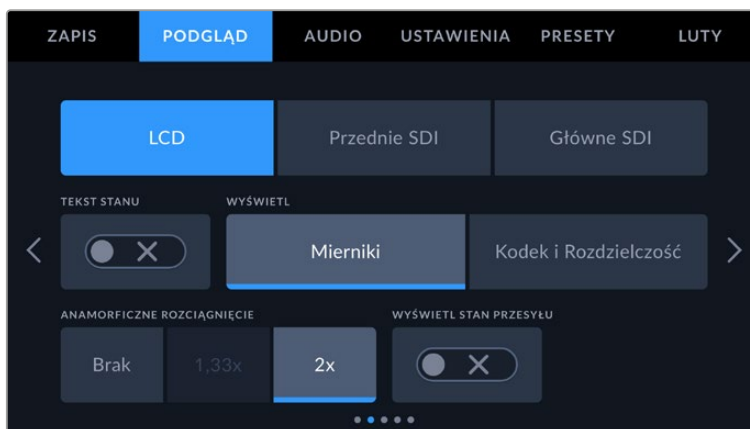 ZAPIS PODGLĄD AUDIO USTAWIENIA PRESETY LUTY
LCD Przednie SDI Główne SDI
TEKST STANU WYŚWIETL
Mierniki Kodek i Rozdzielczość
ANAMORFICZNE ROZCIĄGNIĘCIE WYŚWIETL STAN PRZESYŁU
Brak 1,33x 2x